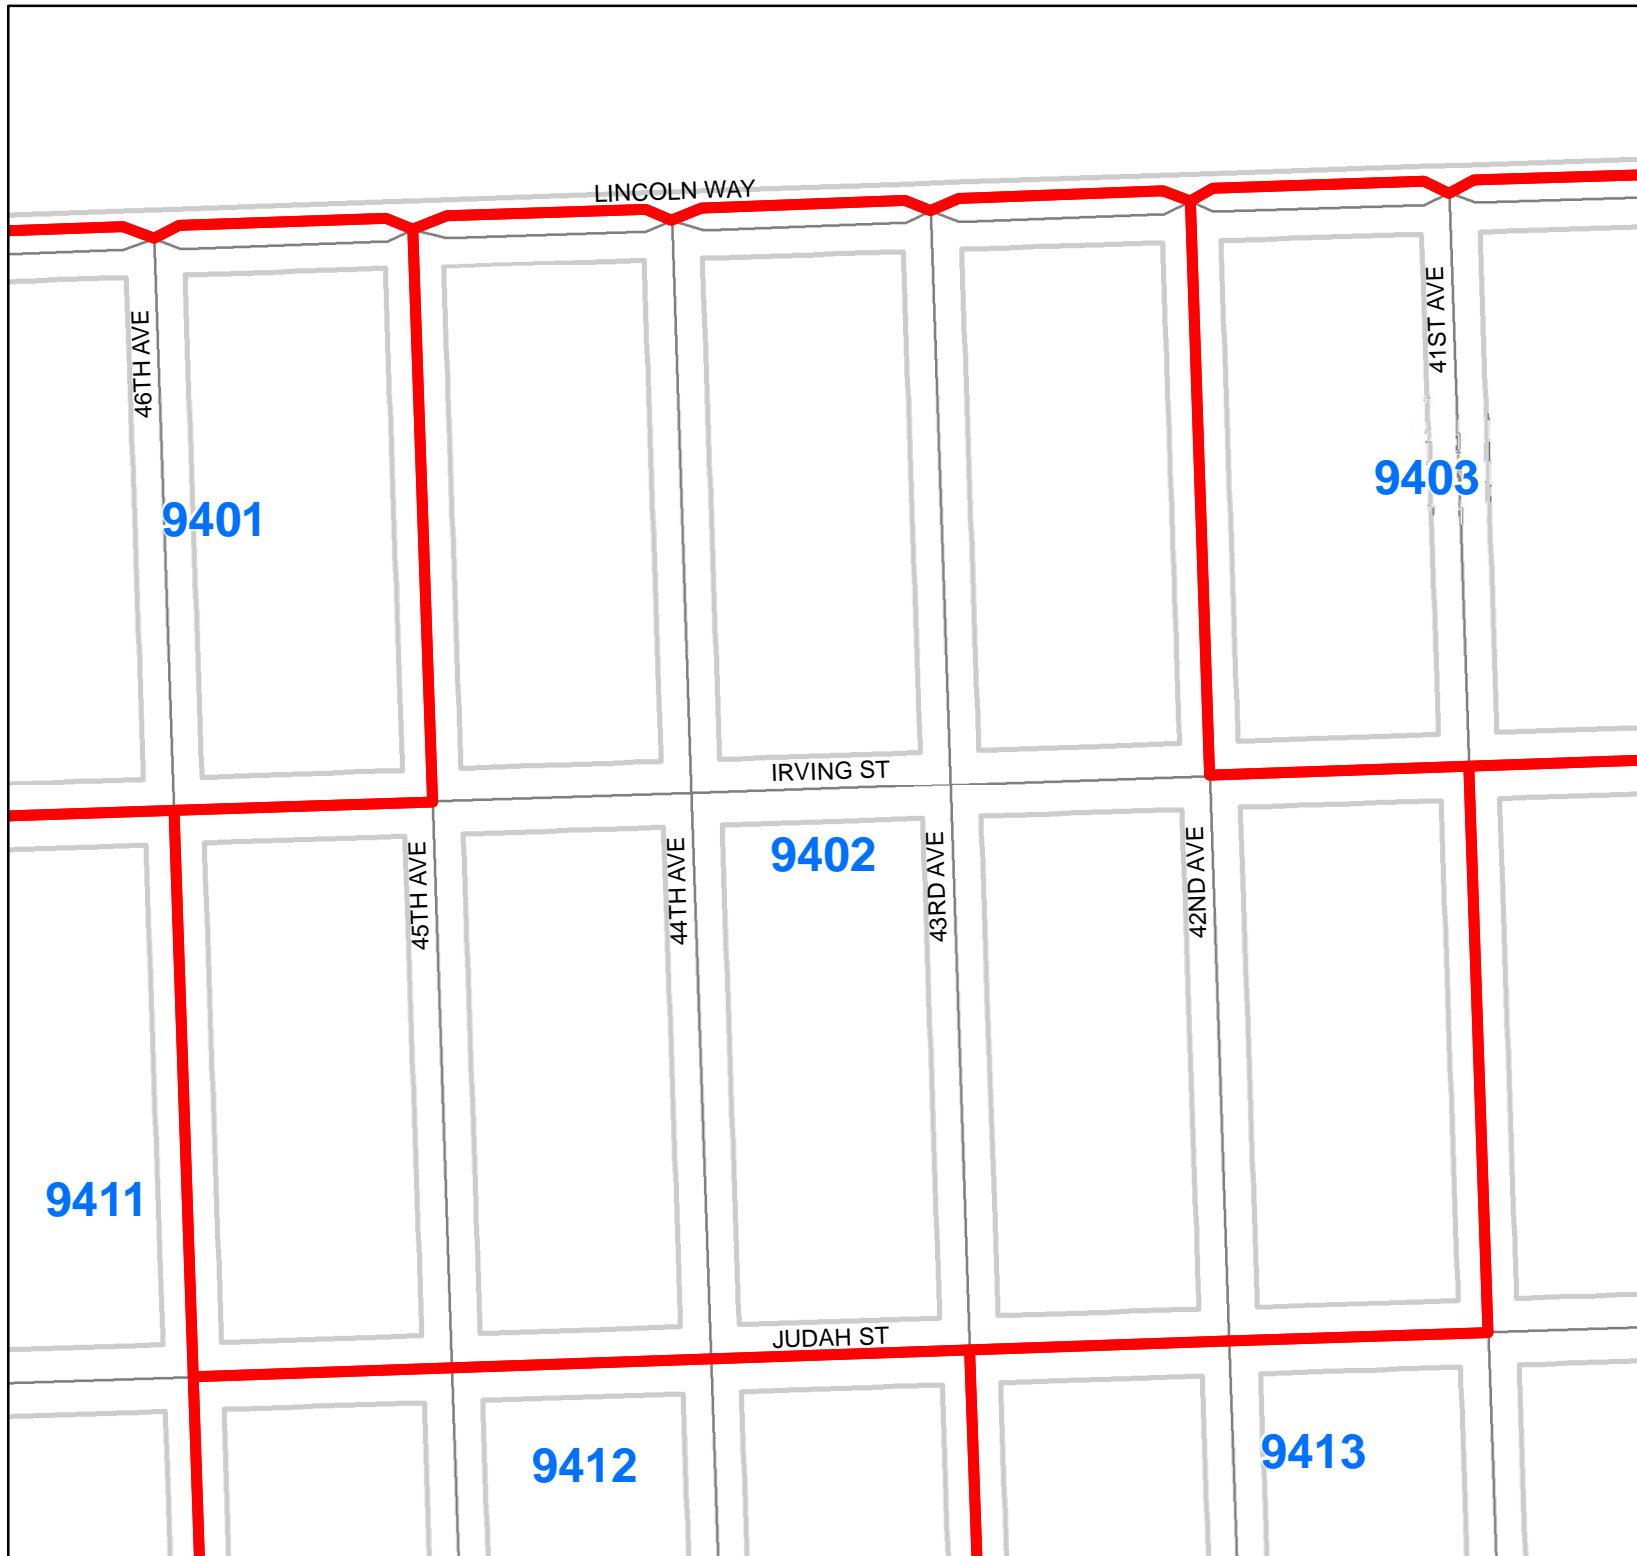 LINCOLN WAY
46TH AVE
41ST AVE
9403
9401
IRVING ST
9402
45TH AVE
44TH AVE
43RD AVE
42ND AVE
9411
JUDAH ST
9412
9413